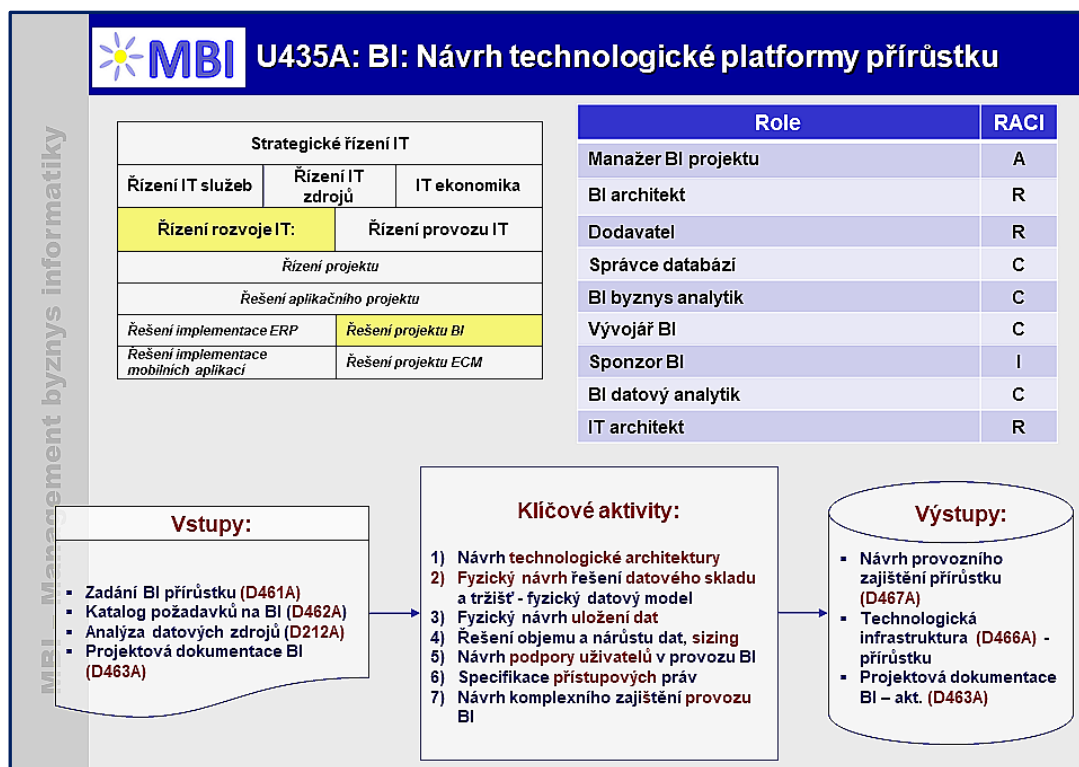 MBI
U435A: BI: Návrh technologické platformy přírůstku
MBI - Management byznys informatiky
Strategické řízení IT
Řízení IT služeb
Řízení IT
zdrojů
IT ekonomika
Řízení rozvoje IT:
Řízení provozu IT
Řízení projektu
Řešení aplikačního projektu
Řešení implementace ERP
Řešení projektu BI
Řešení implementace
mobilních aplikací
Řešení projektu ECM
Role RACI
Manažer BI projektu A
BI architekt R
Dodavatel R
Správce databází C
BI byznys analytik C
Vývojář BI C
Sponzor BI I
BI datový analytik C
IT architekt R
Vstupy:
▪ Zadání BI přírůstku (D461A)
▪ Katalog požadavků na BI (D462A)
▪ Analýza datových zdrojů (D212A)
▪ Projektová dokumentace BI
(D463A)
Klíčové aktivity:
1) Návrh technologické architektury
2) Fyzický návrh řešení datového skladu
a tržišť - fyzický datový model
3) Fyzický návrh uložení dat
4) Řešení objemu a nárůstu dat, sizing
5) Návrh podpory uživatelů v provozu BI
6) Specifikace přístupových práv
7) Návrh komplexního zajištění provozu
BI
Výstupy:
▪ Návrh provozního
zajištění přírůstku
(D467A)
▪ Technologická
infrastruktura (D466A) -
přírůstku
▪ Projektová dokumentace
BI – akt. (D463A)